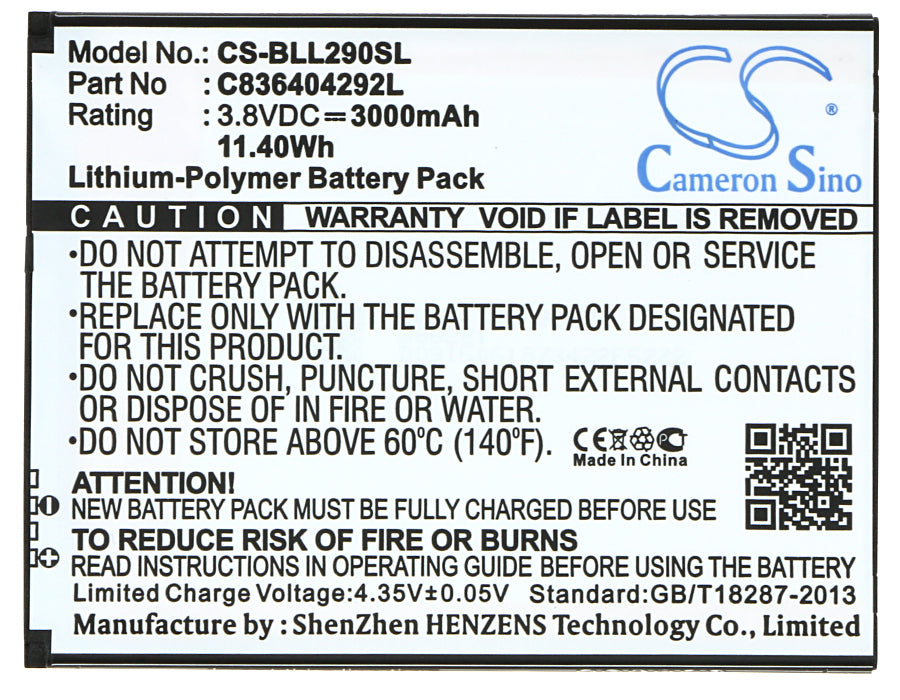 Model No.: CS-BLL290SL
Part No : C836404292L
Rating : 3.8VDC⎓3000mAh
11.40Wh
Lithium-Polymer Battery Pack
CS®
Cameron Sino
CAUTION WARRANTY VOID IF LABEL IS REMOVED
•DO NOT ATTEMPT TO DISASSEMBLE, OPEN OR SERVICE
THE BATTERY PACK.
•REPLACE ONLY WITH THE BATTERY PACK DESIGNATED
FOR THIS PRODUCT.
•DO NOT CRUSH, PUNCTURE, SHORT EXTERNAL CONTACTS
OR DISPOSE OF IN FIRE OR WATER.
•DO NOT STORE ABOVE 60°C (140°F).
CE PCT
Made In China
ATTENTION!
NEW BATTERY PACK MUST BE FULLY CHARGED BEFORE USE
TO REDUCE RISK OF FIRE OR BURNS
READ INSTRUCTIONS IN OPERATING GUIDE BEFORE USING THE BATTERY
Limited Charge Voltage:4.35V±0.05V Standard:GB/T18287-2013
Manufacture by : ShenZhen HENZENS Technology Co., Limited